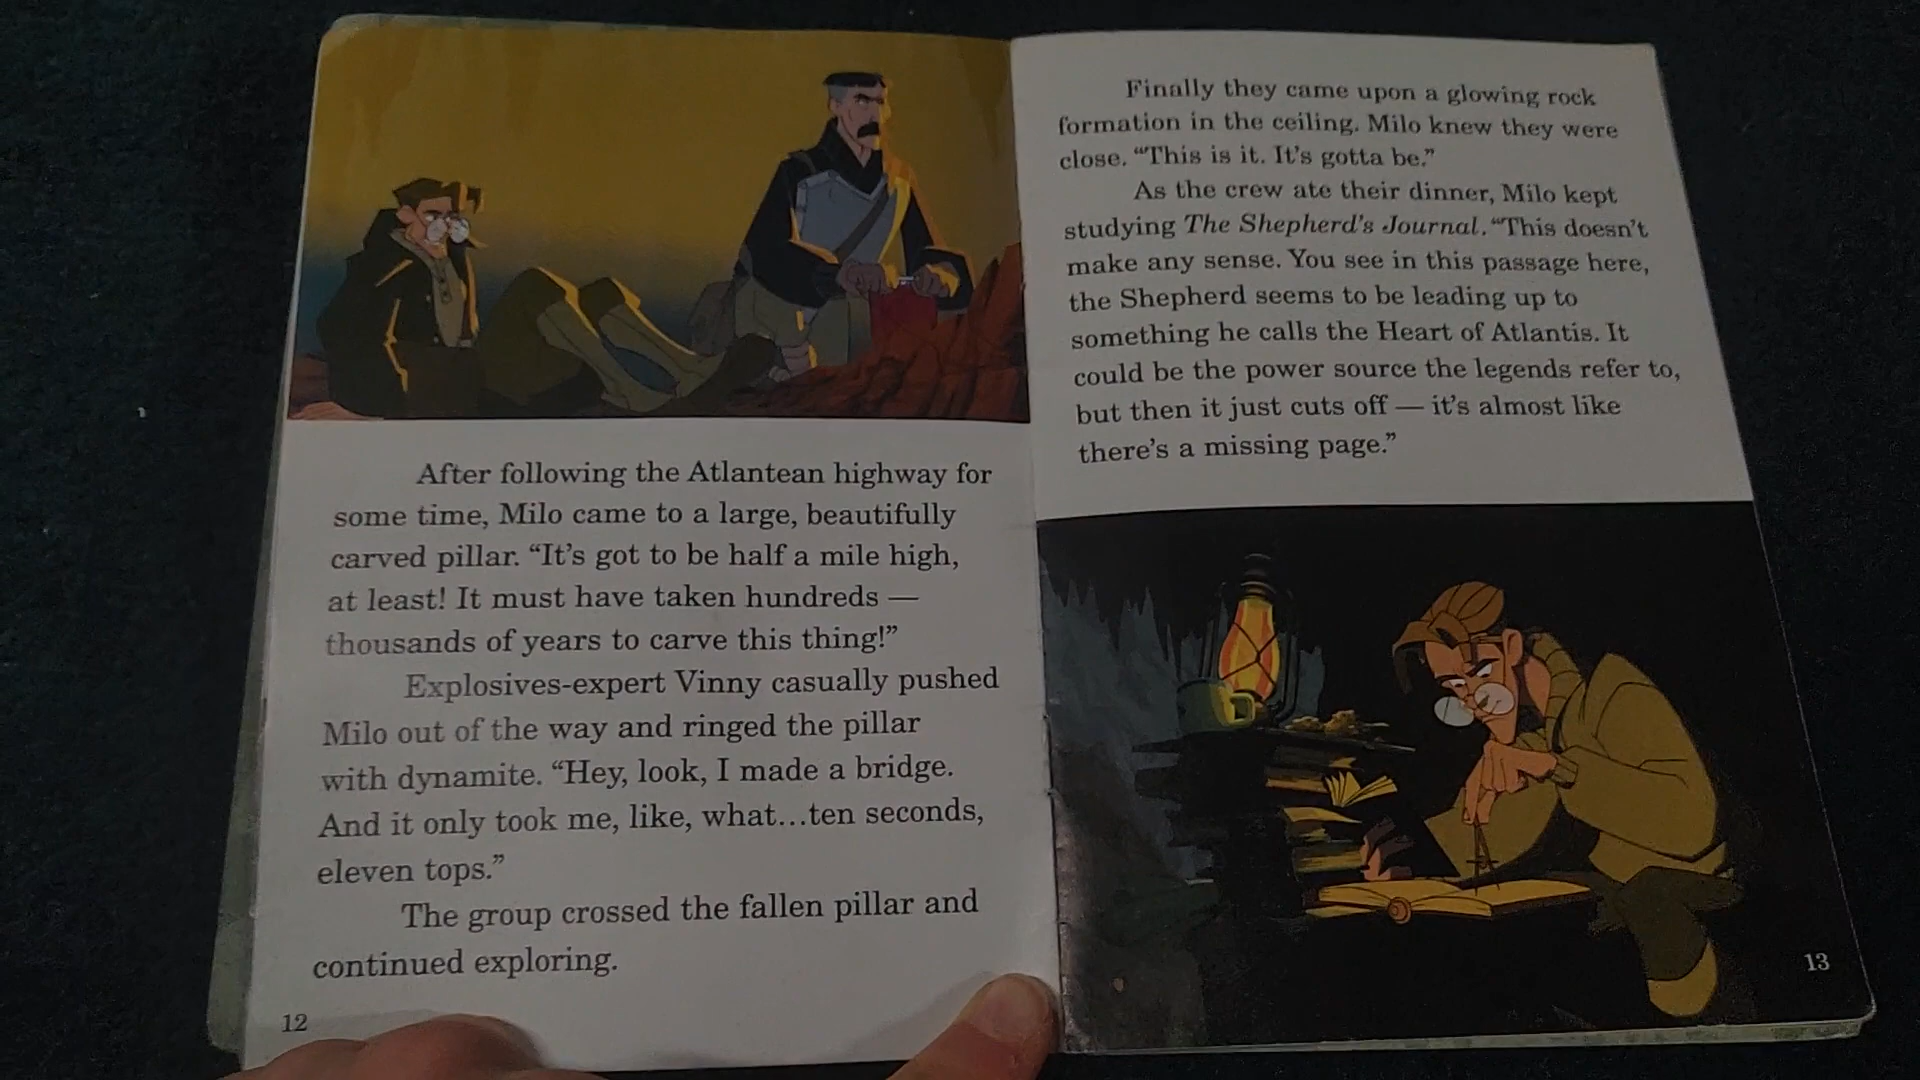 After following the Atlantean highway for
some time, Milo came to a large, beautifully
carved pillar. “It’s got to be half a mile high,
at least! It must have taken hundreds —
thousands of years to carve this thing!”
Explosives-expert Vinny casually pushed
Milo out of the way and ringed the pillar
with dynamite. “Hey, look, I made a bridge.
And it only took me, like, what...ten seconds,
eleven tops.”
The group crossed the fallen pillar and
continued exploring.
12
Finally they came upon a glowing rock
formation in the ceiling. Milo knew they were
close. “This is it. It’s gotta be.”
As the crew ate their dinner, Milo kept
studying The Shepherd’s Journal. “This doesn’t
make any sense. You see in this passage here,
the Shepherd seems to be leading up to
something he calls the Heart of Atlantis. It
could be the power source the legends refer to,
but then it just cuts off — it’s almost like
there’s a missing page.”
13